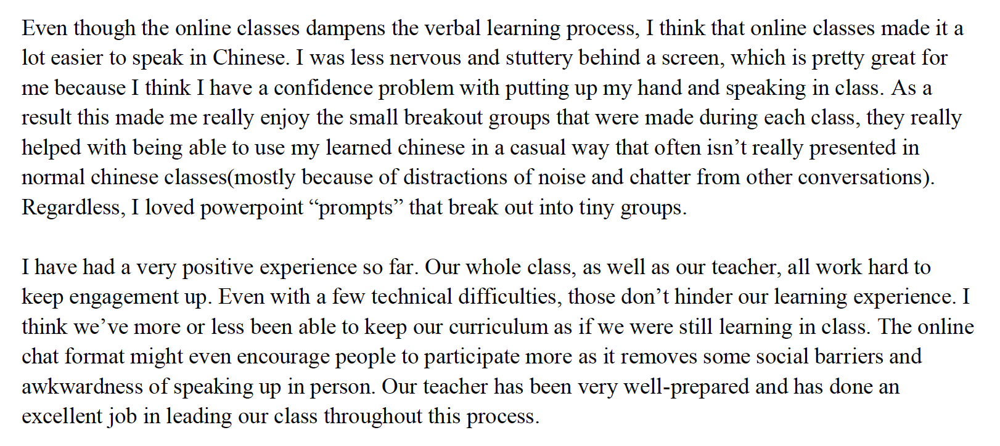 Even though the online classes dampens the verbal learning process, I think that online classes made it a
lot easier to speak in Chinese. I was less nervous and stuttery behind a screen, which is pretty great for
me because I think I have a confidence problem with putting up my hand and speaking in class. As a
result this made me really enjoy the small breakout groups that were made during each class, they really
helped with being able to use my learned chinese in a casual way that often isn’t really presented in
normal chinese classes(mostly because of distractions of noise and chatter from other conversations).
Regardless, I loved powerpoint “prompts” that break out into tiny groups.
I have had a very positive experience so far. Our whole class, as well as our teacher, all work hard to
keep engagement up. Even with a few technical difficulties, those don’t hinder our learning experience. I
think we’ve more or less been able to keep our curriculum as if we were still learning in class. The online
chat format might even encourage people to participate more as it removes some social barriers and
awkwardness of speaking up in person. Our teacher has been very well-prepared and has done an
excellent job in leading our class throughout this process.